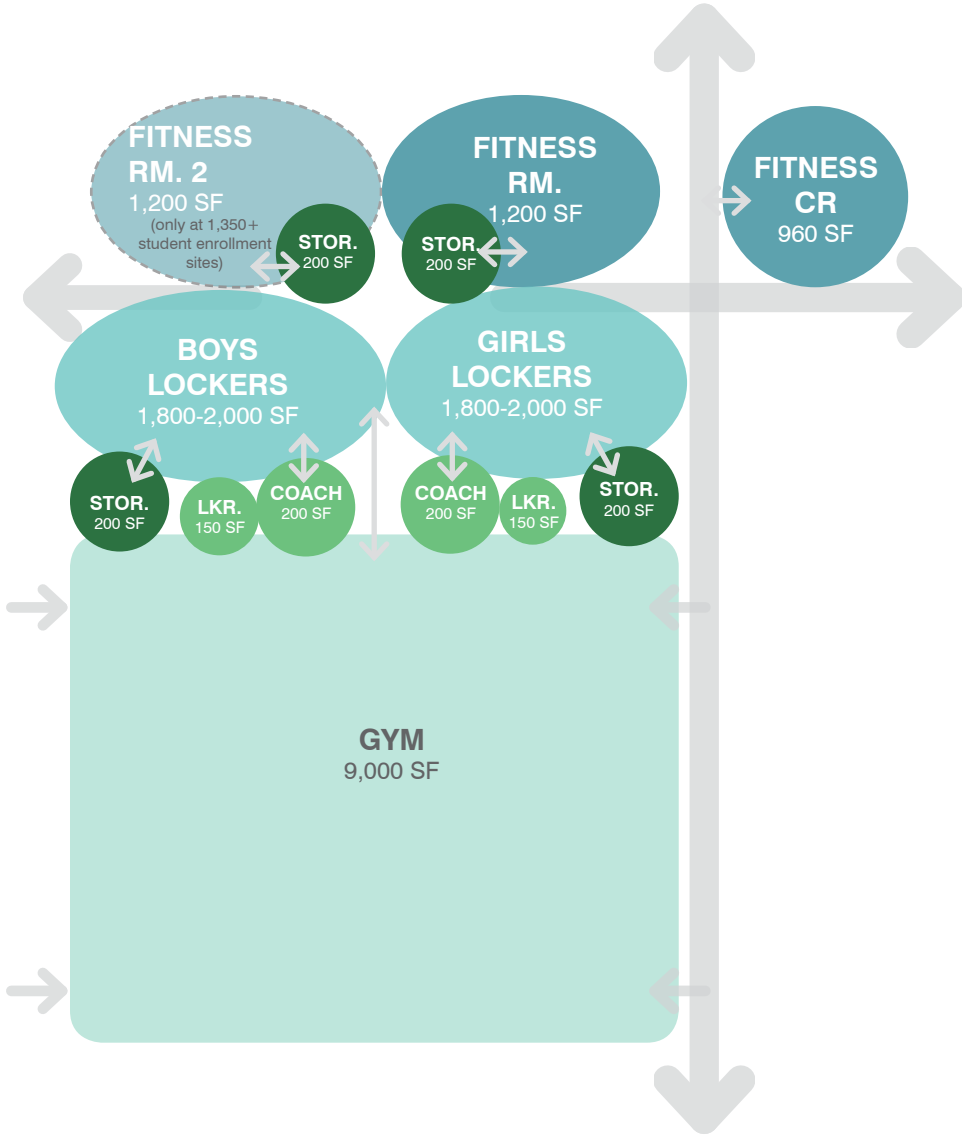 FITNESS
RM. 2
1,200 SF
(only at 1,350+
student enrollment
sites)
STOR.
200 SF
FITNESS
RM.
1,200 SF
STOR.
200 SF
FITNESS
CR
960 SF
BOYS
LOCKERS
1,800-2,000 SF
GIRLS
LOCKERS
1,800-2,000 SF
STOR.
200 SF
LKR.
150 SF
COACH
200 SF
COACH
200 SF
LKR.
150 SF
STOR.
200 SF
GYM
9,000 SF